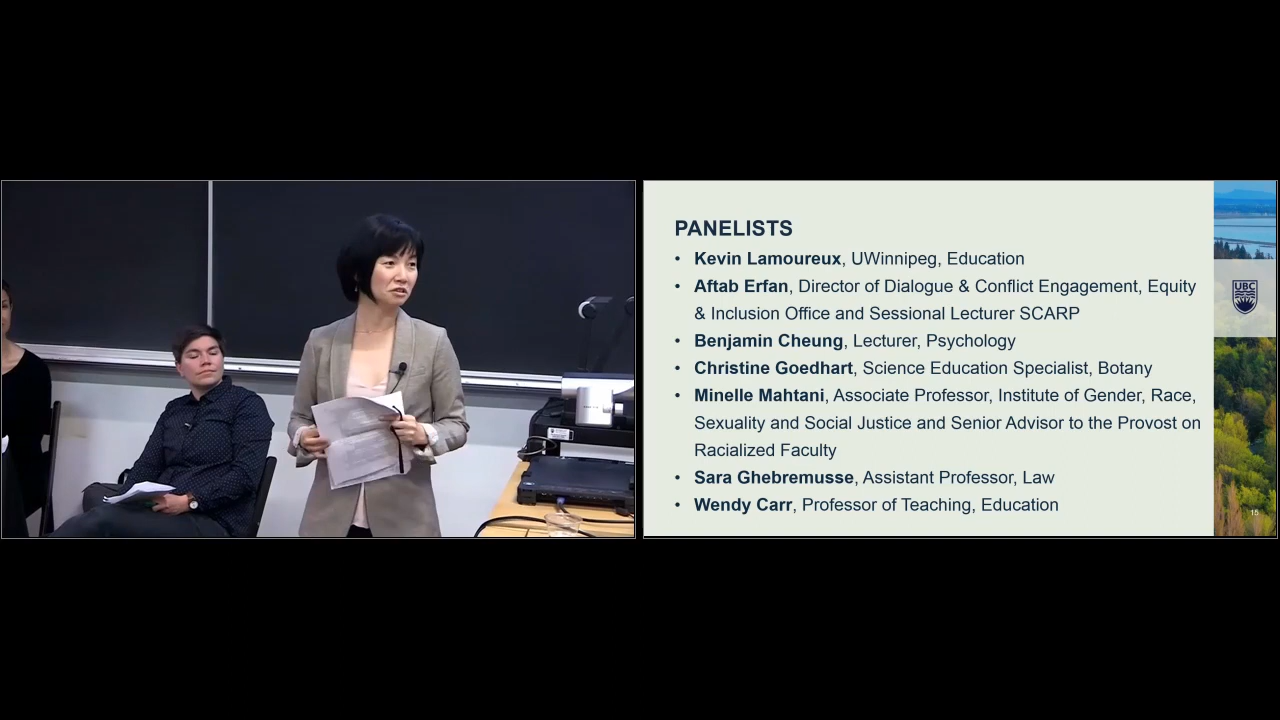 PANELISTS
• Kevin Lamoureux, UWinnipeg, Education
• Aftab Erfan, Director of Dialogue & Conflict Engagement, Equity
& Inclusion Office and Sessional Lecturer SCARP
• Benjamin Cheung, Lecturer, Psychology
• Christine Goedhart, Science Education Specialist, Botany
• Minelle Mahtani, Associate Professor, Institute of Gender, Race,
Sexuality and Social Justice and Senior Advisor to the Provost on
Racialized Faculty
• Sara Ghebremusse, Assistant Professor, Law
• Wendy Carr, Professor of Teaching, Education
UBC
15